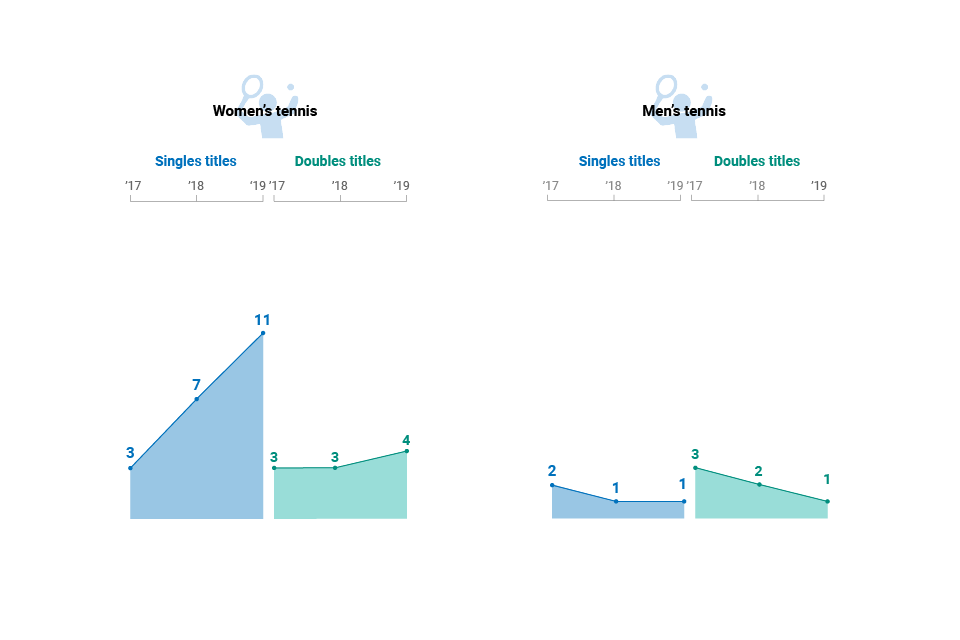 Women’s tennis
Singles titles
Doubles titles
’17 ’18 ’19
’17 ’18 ’19
11
7
3
3 3 4
Men’s tennis
Singles titles
Doubles titles
’17 ’18 ’19
’17 ’18 ’19
2 1 1
3 2 1